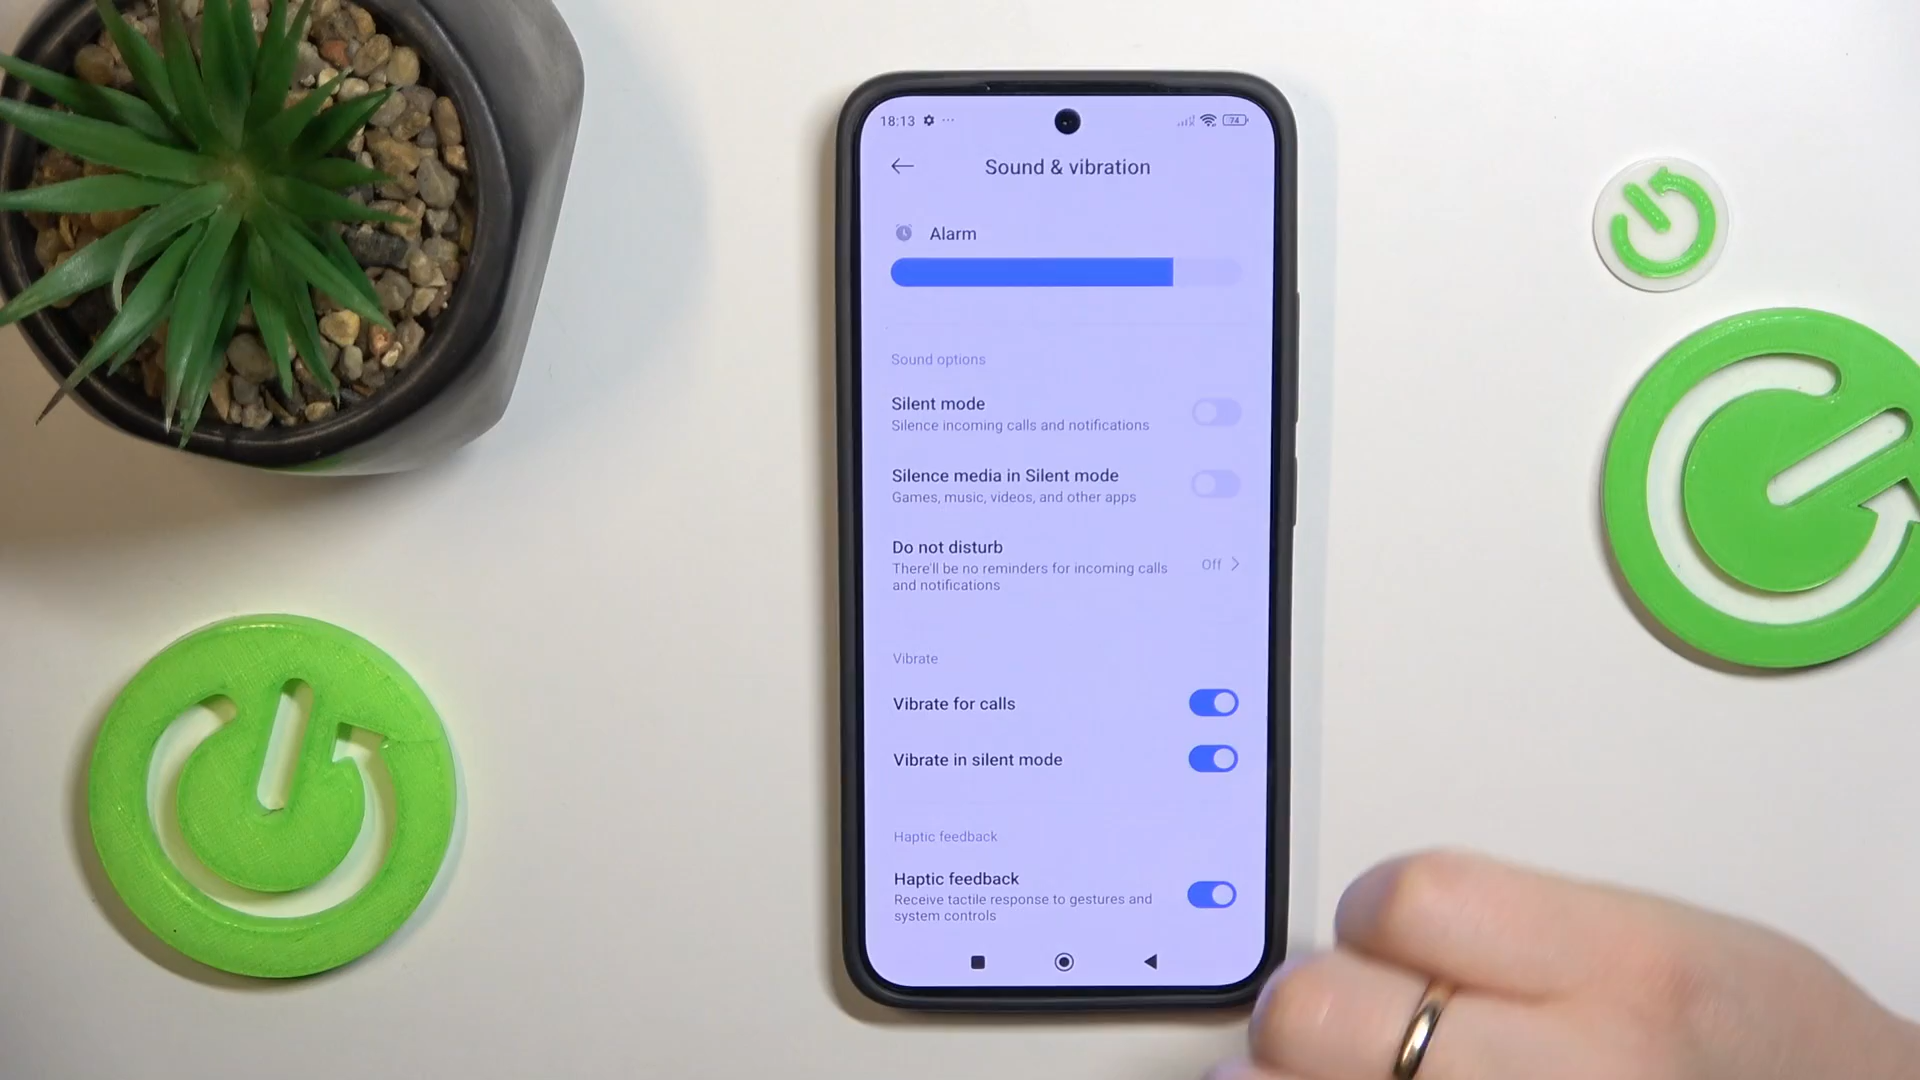 18:13 ··· 74
Sound & vibration
Alarm
Sound options
Silent mode
Silence incoming calls and notifications
Silence media in Silent mode
Games, music, videos, and other apps
Do not disturb
There'll be no reminders for incoming calls
and notifications
Off
Vibrate
Vibrate for calls
Vibrate in silent mode
Haptic feedback
Haptic feedback
Receive tactile response to gestures and
system controls